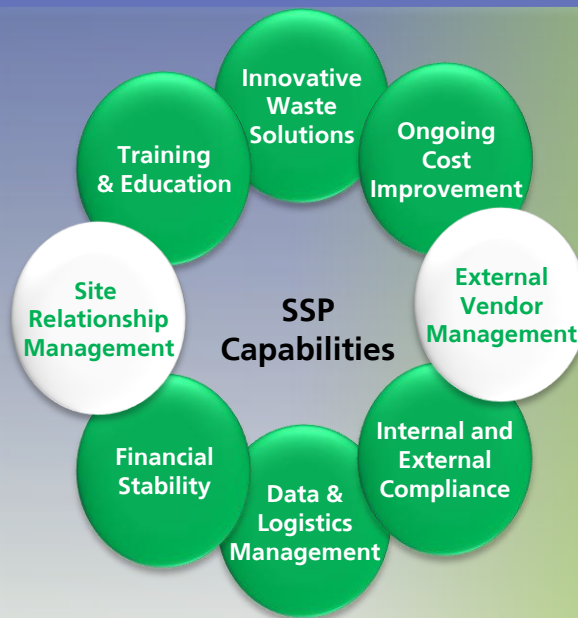 Innovative
Waste
Solutions
Ongoing
Cost
Improvement
External
Vendor
Management
Internal and
External
Compliance
Data &
Logistics
Management
Financial
Stability
Site
Relationship
Management
Training
& Education
SSP
Capabilities